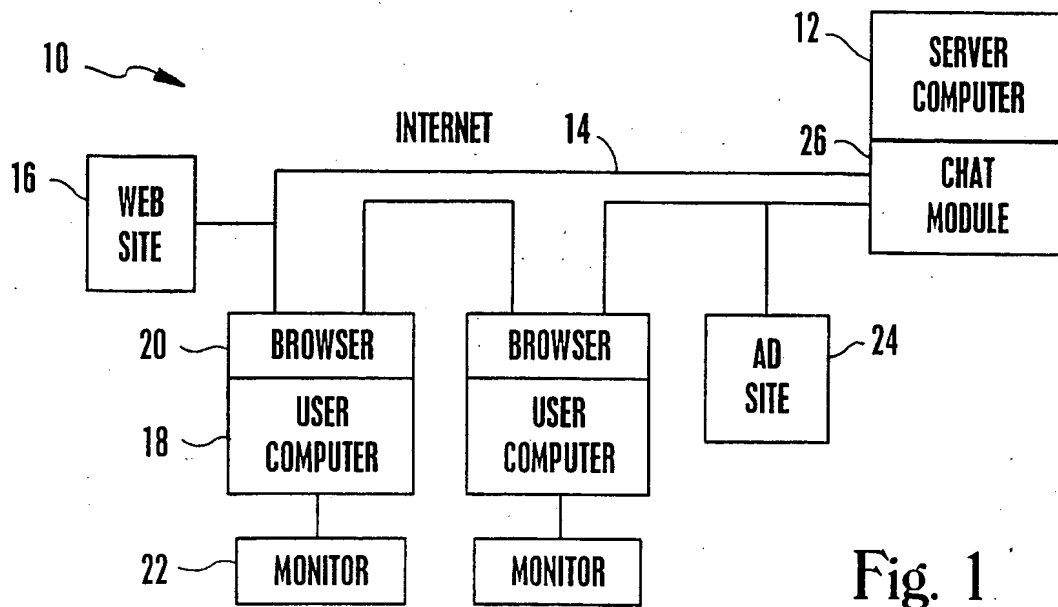 10
12
SERVER
COMPUTER
INTERNET
14
26
CHAT
MODULE
16
WEB
SITE
20
BROWSER
BROWSER
AD
SITE
24
18
USER
COMPUTER
USER
COMPUTER
22
MONITOR
MONITOR
Fig. 1